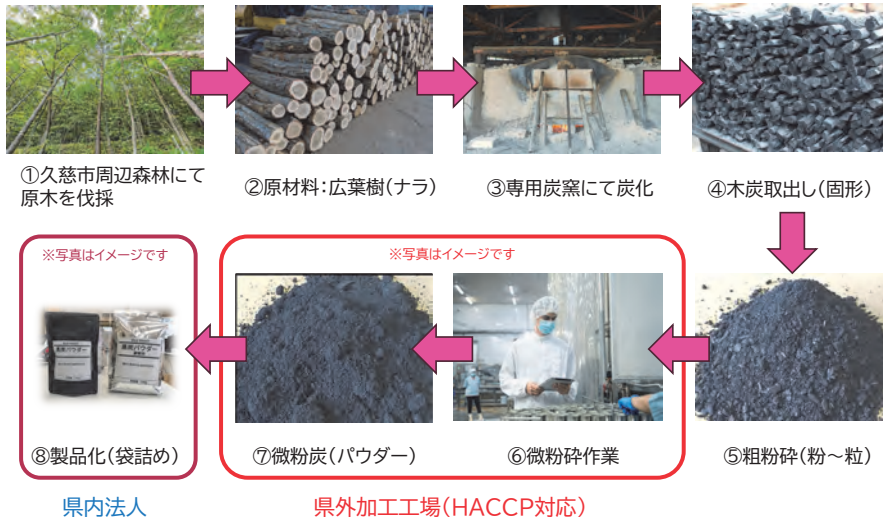 ①久慈市周辺森林にて
原木を伐採
②原材料：広葉樹（ナラ）
③専用炭窯にて炭化
④木炭取出し（固形）
※写真はイメージです
※写真はイメージです
⑧製品化（袋詰め）
⑦微粉炭（パウダー）
⑥微粉砕作業
⑤粗粉砕（粉～粒）
県内法人
県外加工工場（HACCP対応）